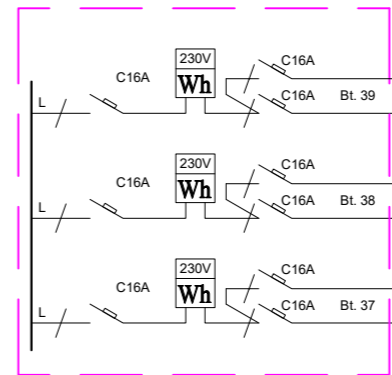 230V C16A
C16A Wh C16A Bt. 39
L
230V C16A
C16A Wh C16A Bt. 38
L
230V C16A
C16A Wh C16A Bt. 37
L